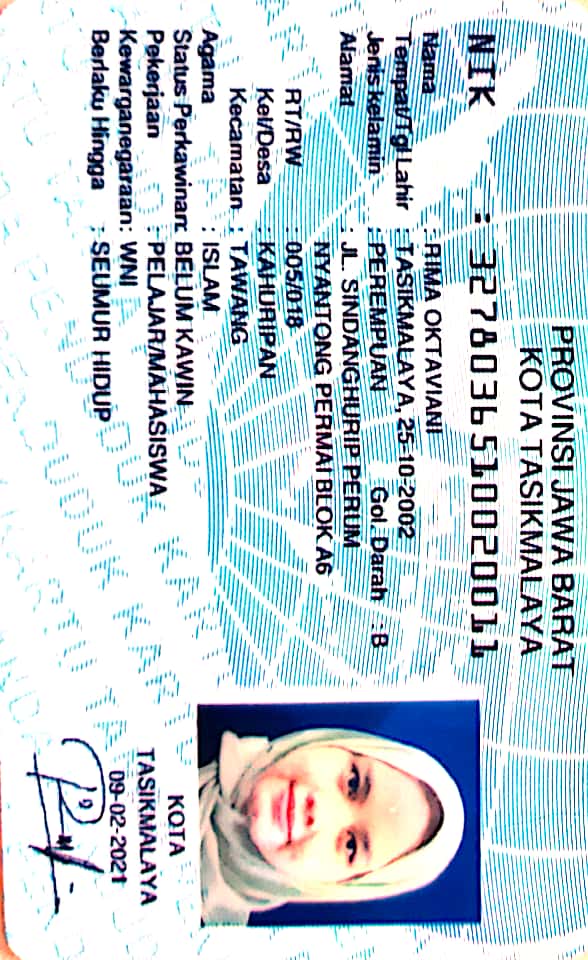 PROVINSI JAWA BARAT
KOTA TASIKMALAYA
NIK : 3278036510020011
Nama : RIMA OKTAVIANI
Tempat/Tgl Lahir : TASIKMALAYA, 25-10-2002
Jenis kelamin : PEREMPUAN Gol. Darah : B
Alamat : JL. SINDANGHURIP PERUM
NYANTONG PERMAI BLOK A6
RT/RW : 005/018
Kel/Desa : KAHURIPAN
Kecamatan : TAWANG
Agama : ISLAM
Status Perkawinan: BELUM KAWIN
Pekerjaan : PELAJAR/MAHASISWA
Kewarganegaraan: WNI
Berlaku Hingga : SEUMUR HIDUP
KOTA
TASIKMALAYA
09-02-2021